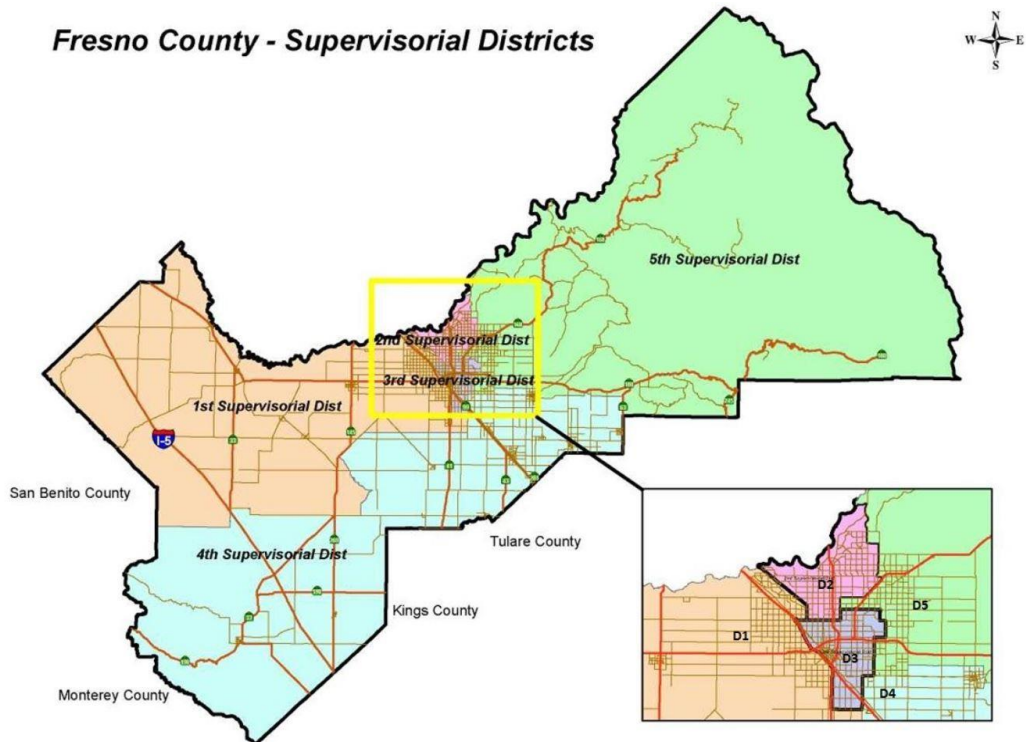 Fresno County - Supervisorial Districts
N
W E
S
5th Supervisorial Dist
2nd Supervisorial Dist
3rd Supervisorial Dist
1st Supervisorial Dist
I-5
San Benito County
4th Supervisorial Dist
Tulare County
Kings County
Monterey County
D2
D5
D1
D3
D4